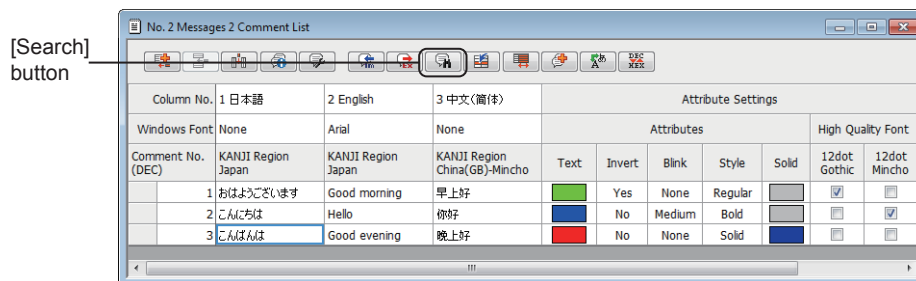 No. 2 Messages 2 Comment List
[Search]
button
Column No. 1 日本語 2 English 3 中文(簡体) Attribute Settings
Windows Font None Arial None Attributes High Quality Font
Comment No. (DEC) KANJI Region Japan KANJI Region Japan KANJI Region China(GB)-Mincho Text Invert Blink Style Solid 12dot Gothic 12dot Mincho
1 おはようございます Good morning 早上好 Yes None Regular
2 こんにちは Hello 你好 No Medium Bold
3 こんばんは Good evening 晚上好 No None Solid